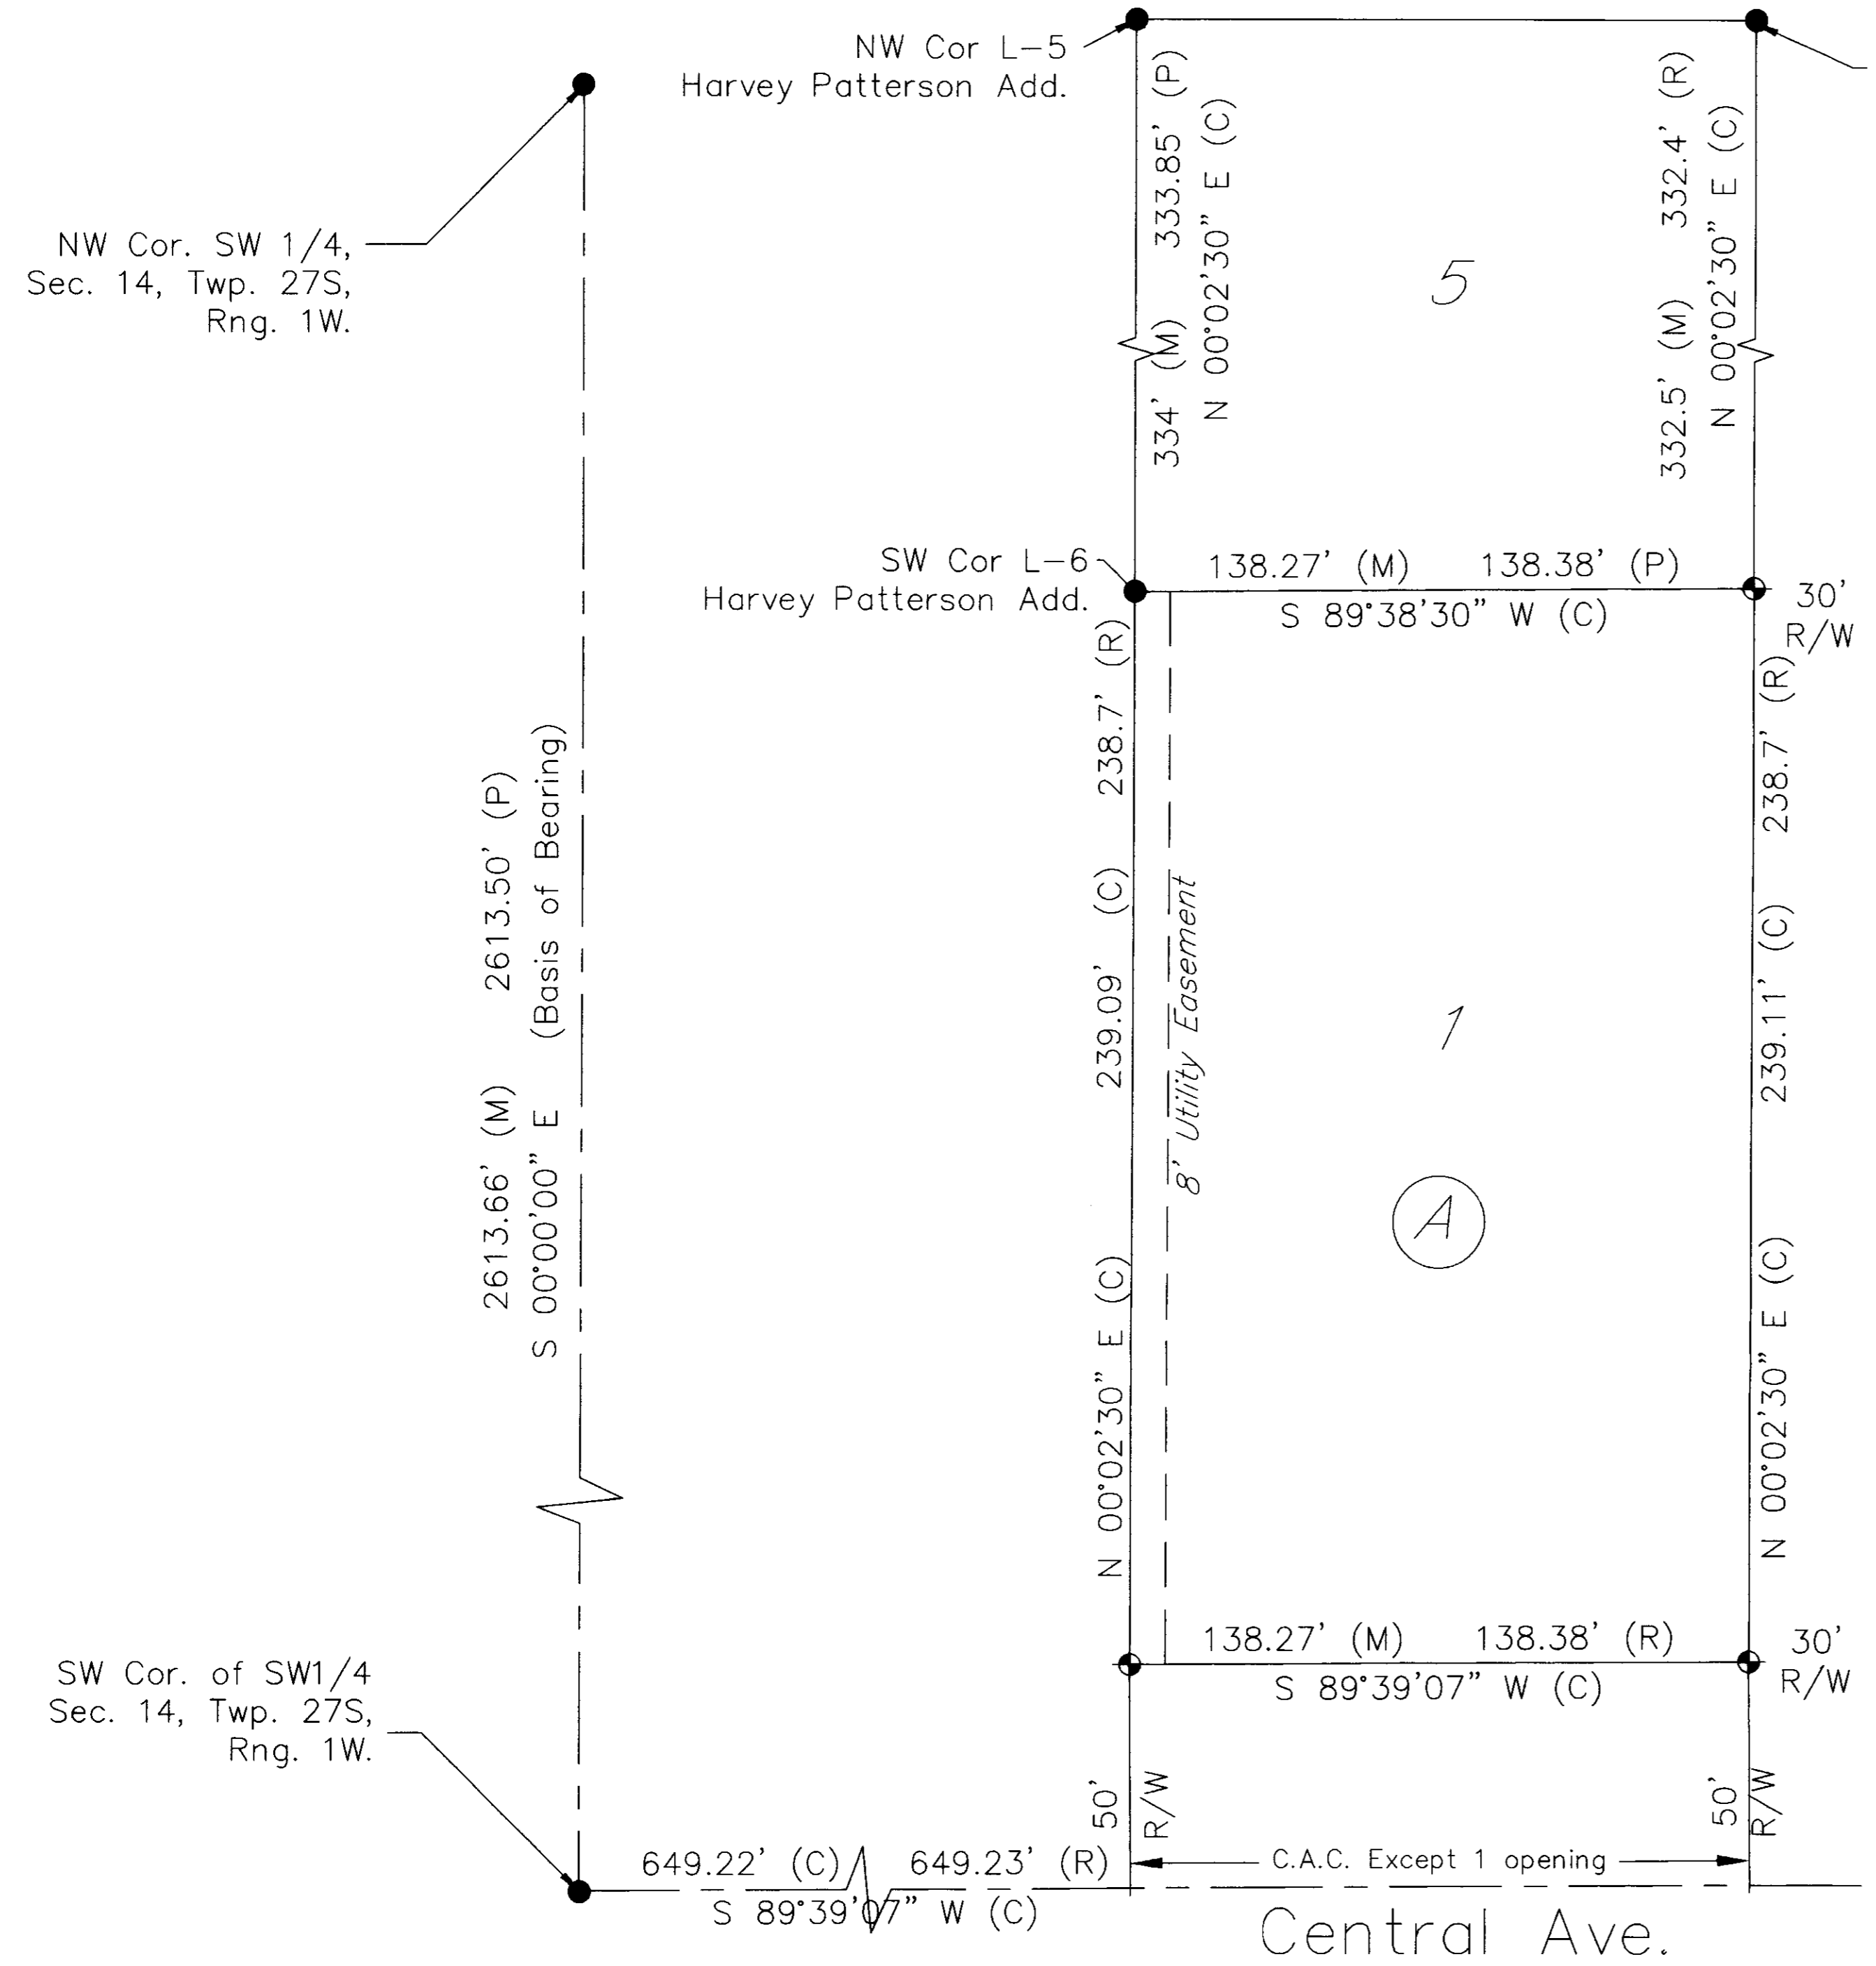 NW Cor L-5
Harvey Patterson Add.
NW Cor. SW 1/4,
Sec. 14, Twp. 27S,
Rng. 1W.
334' (M) 333.85' (P)
N 00°02'30" E (C)
5
332.5' (M) 332.4' (R)
N 00°02'30" E (C)
SW Cor L-6
Harvey Patterson Add.
138.27' (M) 138.38' (P)
S 89°38'30" W (C)
30'
R/W
2613.66' (M) 2613.50' (P)
S 00°00'00" E (Basis of Bearing)
N 00°02'30" E (C) 239.09' (C) 238.7' (R)
8' Utility Easement
1
A
N 00°02'30" E (C) 239.11' (C) 238.7' (R)
138.27' (M) 138.38' (R)
S 89°39'07" W (C)
30'
R/W
SW Cor. of SW1/4
Sec. 14, Twp. 27S,
Rng. 1W.
50'
R/W
50'
R/W
649.22' (C) 649.23' (R)
S 89°39'07" W (C)
C.A.C. Except 1 opening
Central Ave.